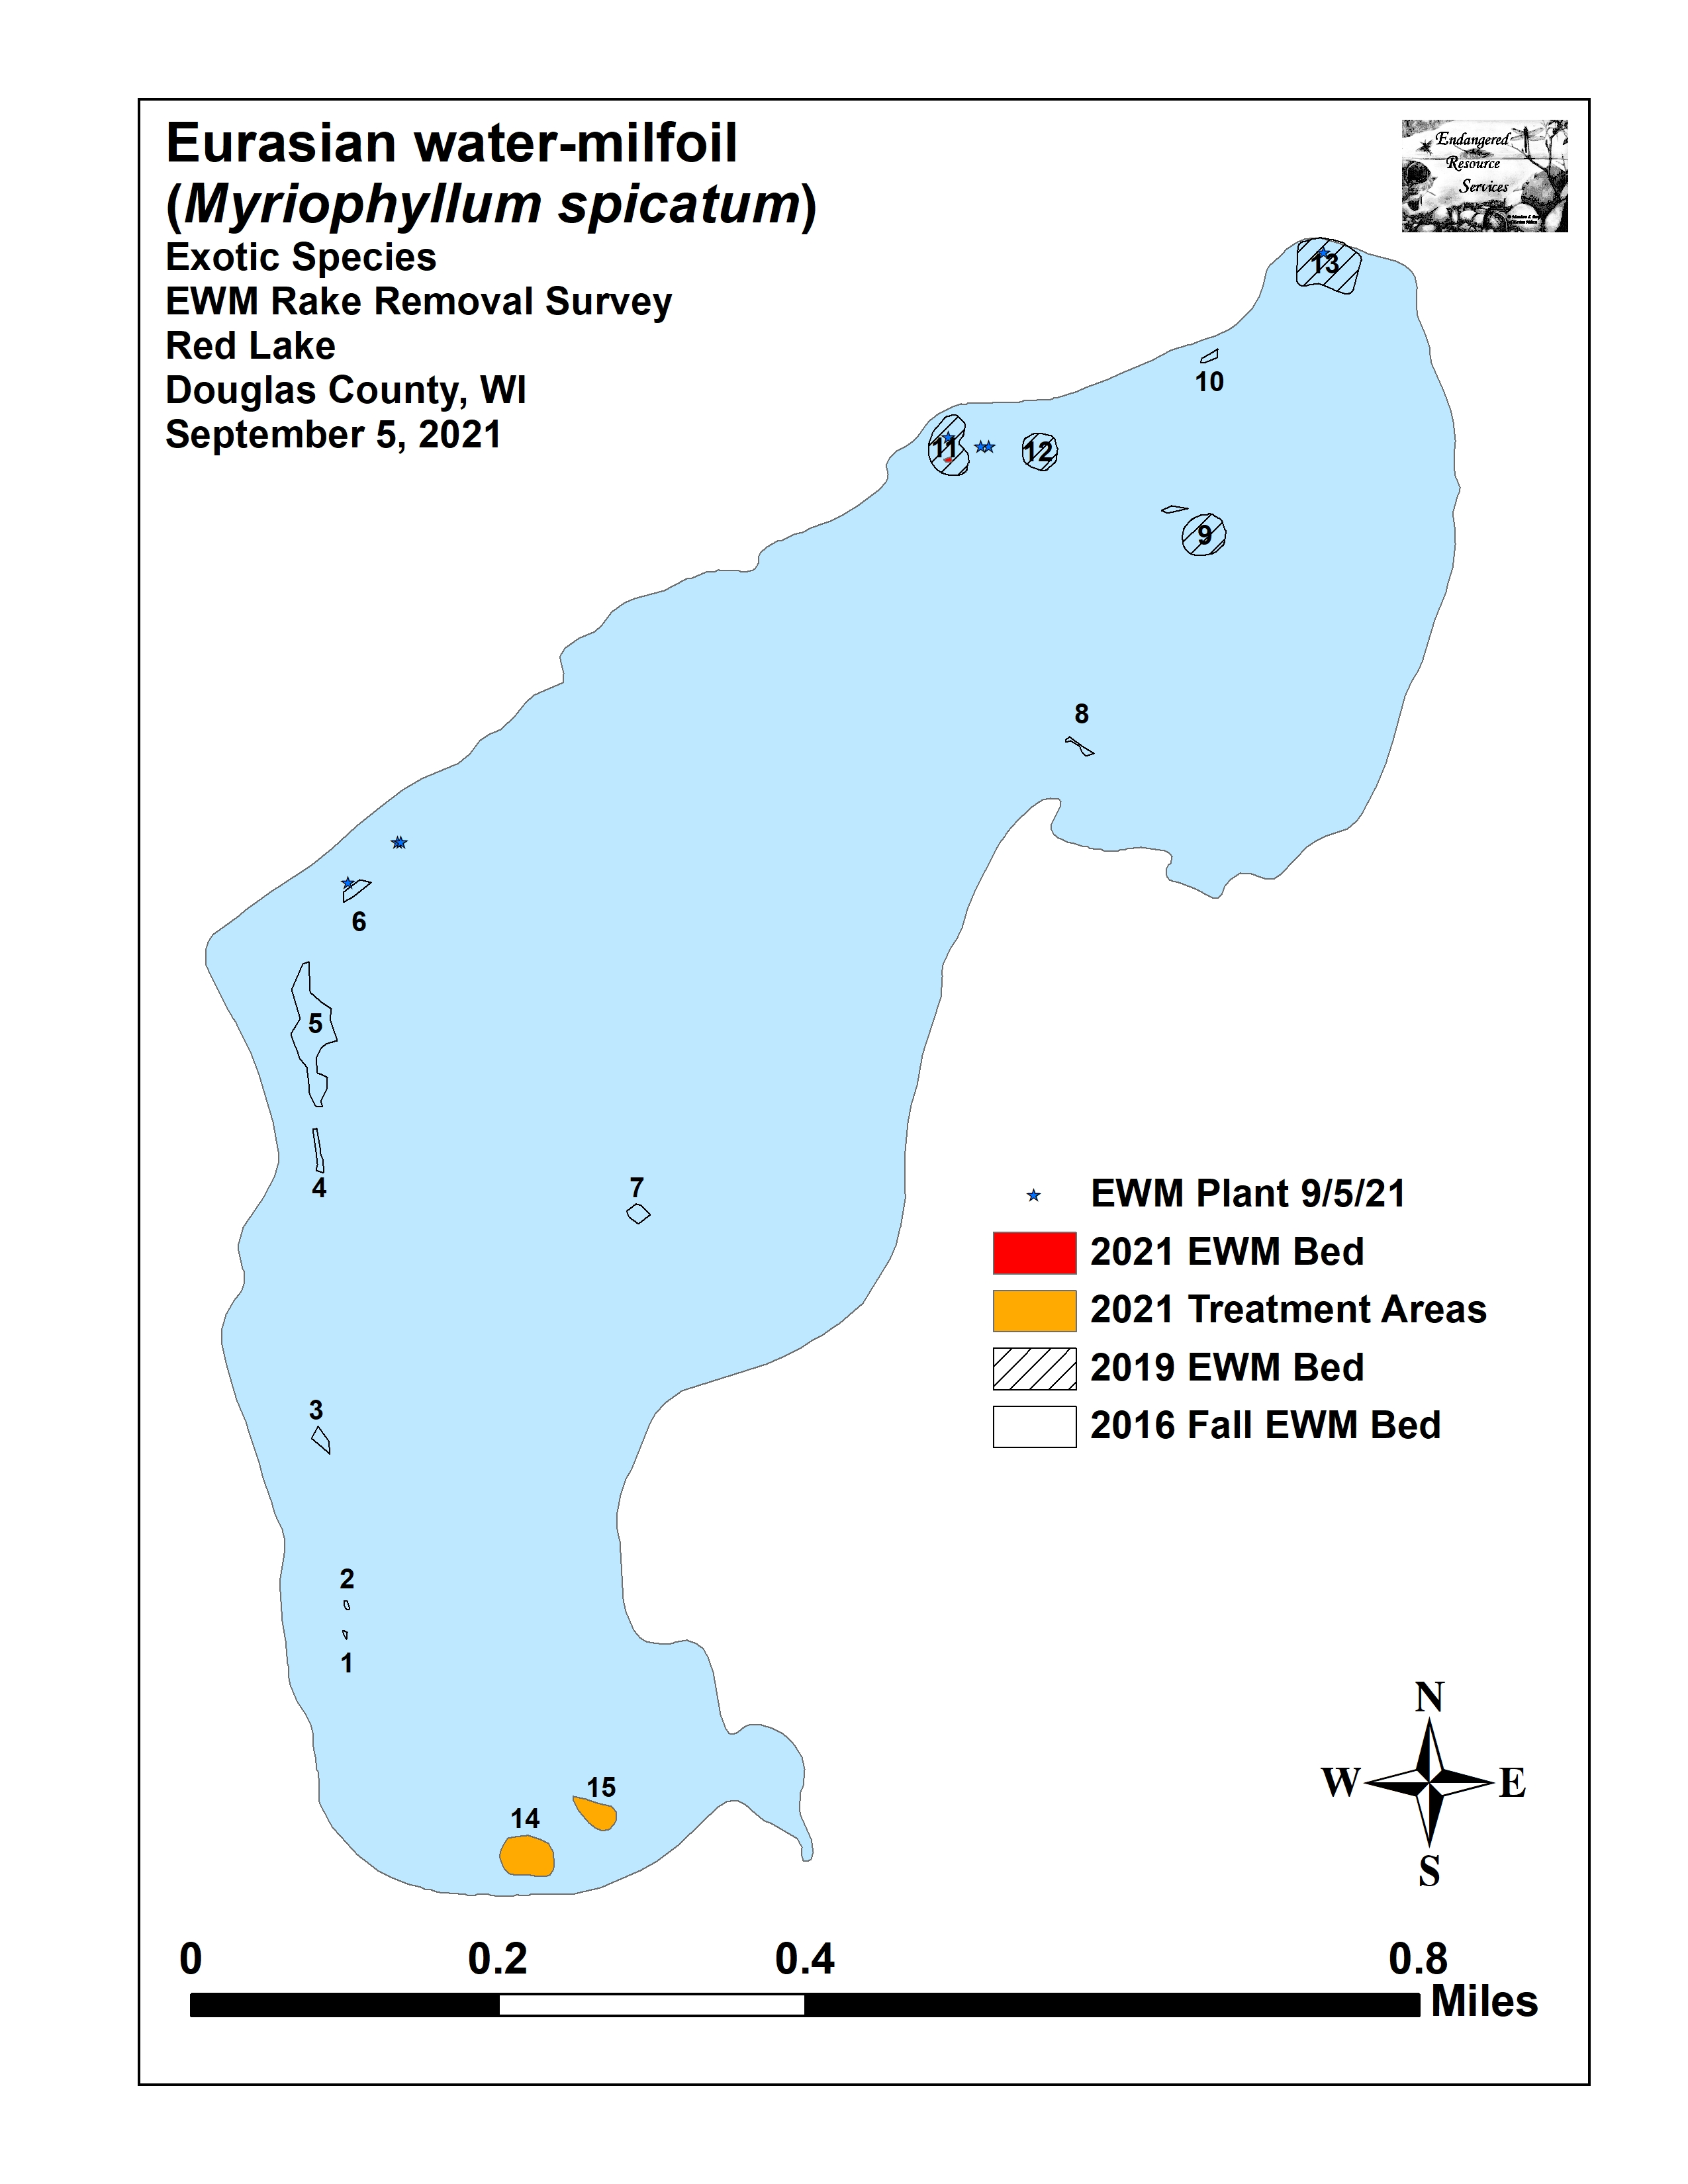 Eurasian water-milfoil
(Myriophyllum spicatum)
Exotic Species
EWM Rake Removal Survey
Red Lake
Douglas County, WI
September 5, 2021
Endangered
Resource
Services
13
10
11
12
9
8
6
5
4
7
EWM Plant 9/5/21
2021 EWM Bed
2021 Treatment Areas
2019 EWM Bed
2016 Fall EWM Bed
3
2
1
N
W E
S
15
14
0 0.2 0.4 0.8
Miles